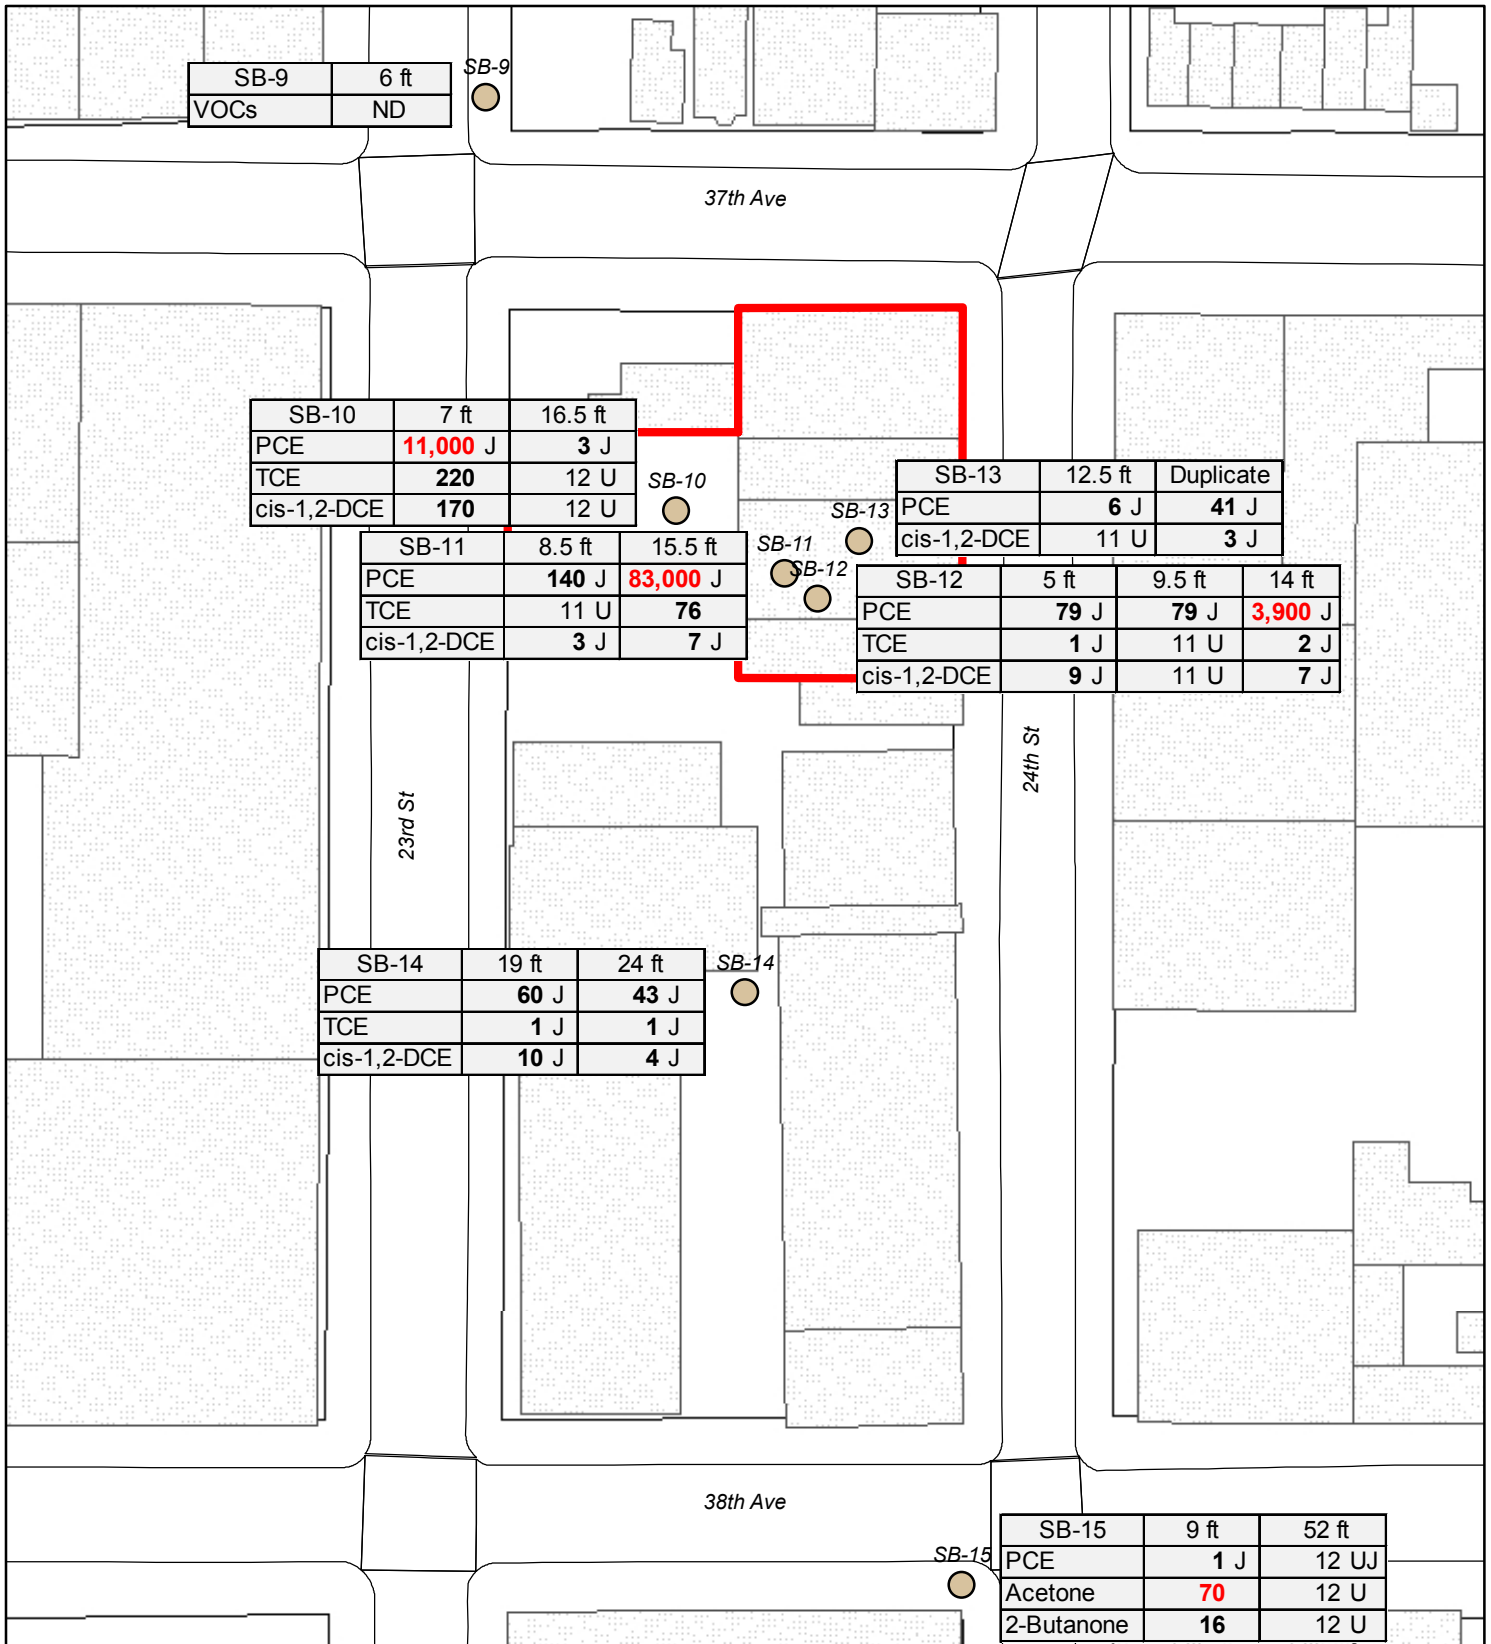 SB-9
SB-9 6 ft
VOCs ND
37th Ave
SB-10 7 ft 16.5 ft
PCE 11,000 J 3 J
TCE 220 12 U
cis-1,2-DCE 170 12 U
SB-10
SB-13 12.5 ft Duplicate
PCE 6 J 41 J
cis-1,2-DCE 11 U 3 J
SB-13
SB-11 8.5 ft 15.5 ft
PCE 140 J 83,000 J
TCE 11 U 76
cis-1,2-DCE 3 J 7 J
SB-11
SB-12
SB-12 5 ft 9.5 ft 14 ft
PCE 79 J 79 J 3,900 J
TCE 1 J 11 U 2 J
cis-1,2-DCE 9 J 11 U 7 J
23rd St
24th St
SB-14 19 ft 24 ft
PCE 60 J 43 J
TCE 1 J 1 J
cis-1,2-DCE 10 J 4 J
SB-14
38th Ave
SB-15
SB-15 9 ft 52 ft
PCE 1 J 12 UJ
Acetone 70 12 U
2-Butanone 16 12 U